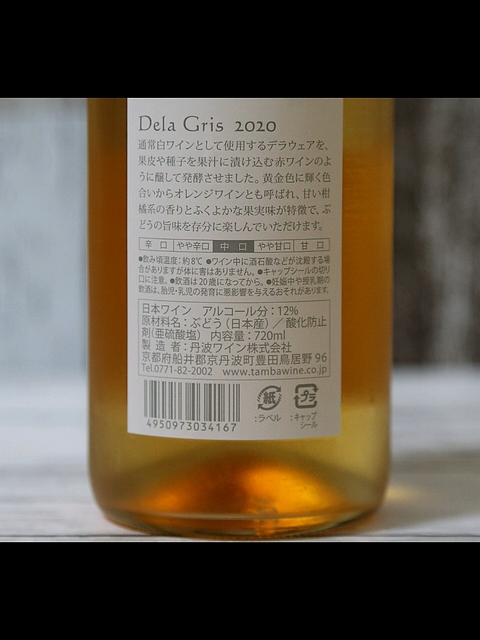 Dela Gris 2020
通常白ワインとして使用するデラウェアを、
果皮や種子を果汁に漬け込む赤ワインのよ
うに醸して発酵させました。黄金色に輝く色
合いからオレンジワインとも呼ばれ、甘い柑
橘系の香りとふくよかな果実味が特徴で、ぶ
どうの旨味を存分に楽しんでいただけます。
辛 口 やや辛口 中 口 やや甘口 甘 口
●飲み頃温度：約8℃ ●ワイン中に酒石酸などが沈殿する場
合がありますが体に害はありません。●キャップシールの切り
口に注意。●飲酒は20歳になってから。●妊娠中や授乳期の
飲酒は、胎児・乳児の発育に悪影響を与えるおそれがあります。
日本ワイン アルコール分：12%
原材料名：ぶどう（日本産）／酸化防止
剤（亜硫酸塩） 内容量：720ml
製 造 者：丹波ワイン株式会社
京都府船井郡京丹波町豊田鳥居野 96
Tel.0771-82-2002 www.tambawine.co.jp
紙 プラ
：ラベル ：キャップ
シール
4950973034167